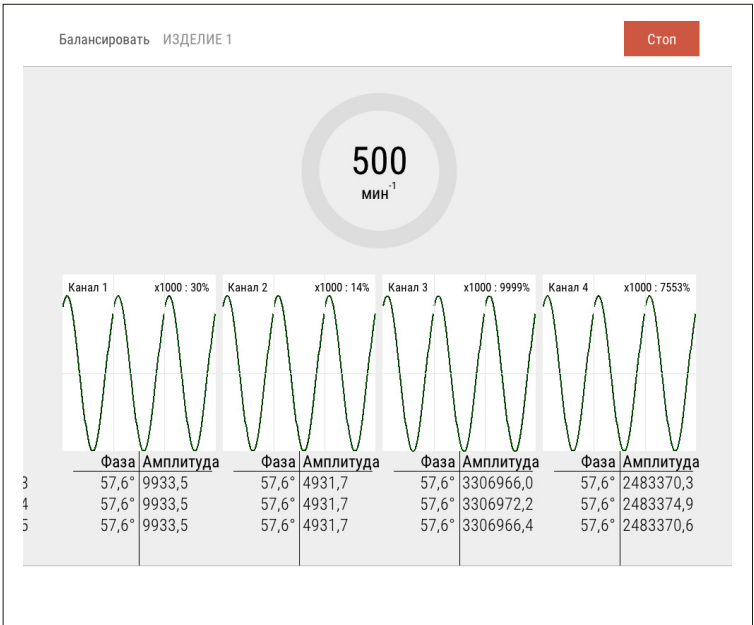 Балансировать ИЗДЕЛИЕ 1 Стоп
500
мин-1
Канал 1 x1000 : 30% Канал 2 x1000 : 14% Канал 3 x1000 : 9999% Канал 4 x1000 : 7553%
Фаза Амплитуда Фаза Амплитуда Фаза Амплитуда Фаза Амплитуда
3 57,6° 9933,5 57,6° 4931,7 57,6° 3306966,0 57,6° 2483370,3
4 57,6° 9933,5 57,6° 4931,7 57,6° 3306972,2 57,6° 2483374,9
5 57,6° 9933,5 57,6° 4931,7 57,6° 3306966,4 57,6° 2483370,6